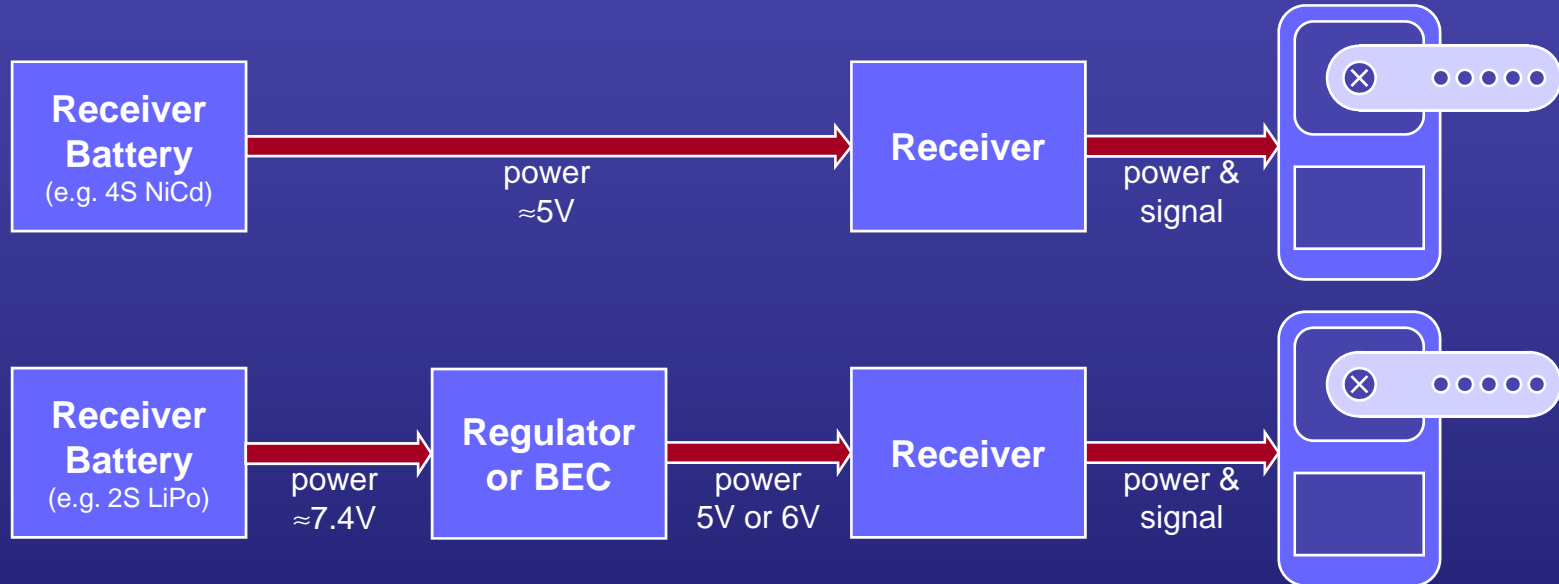 Receiver
Battery
(e.g. 4S NiCd)
power
≈5V
Receiver
power &
signal
Receiver
Battery
(e.g. 2S LiPo)
power
≈7.4V
Regulator
or BEC
power
5V or 6V
Receiver
power &
signal